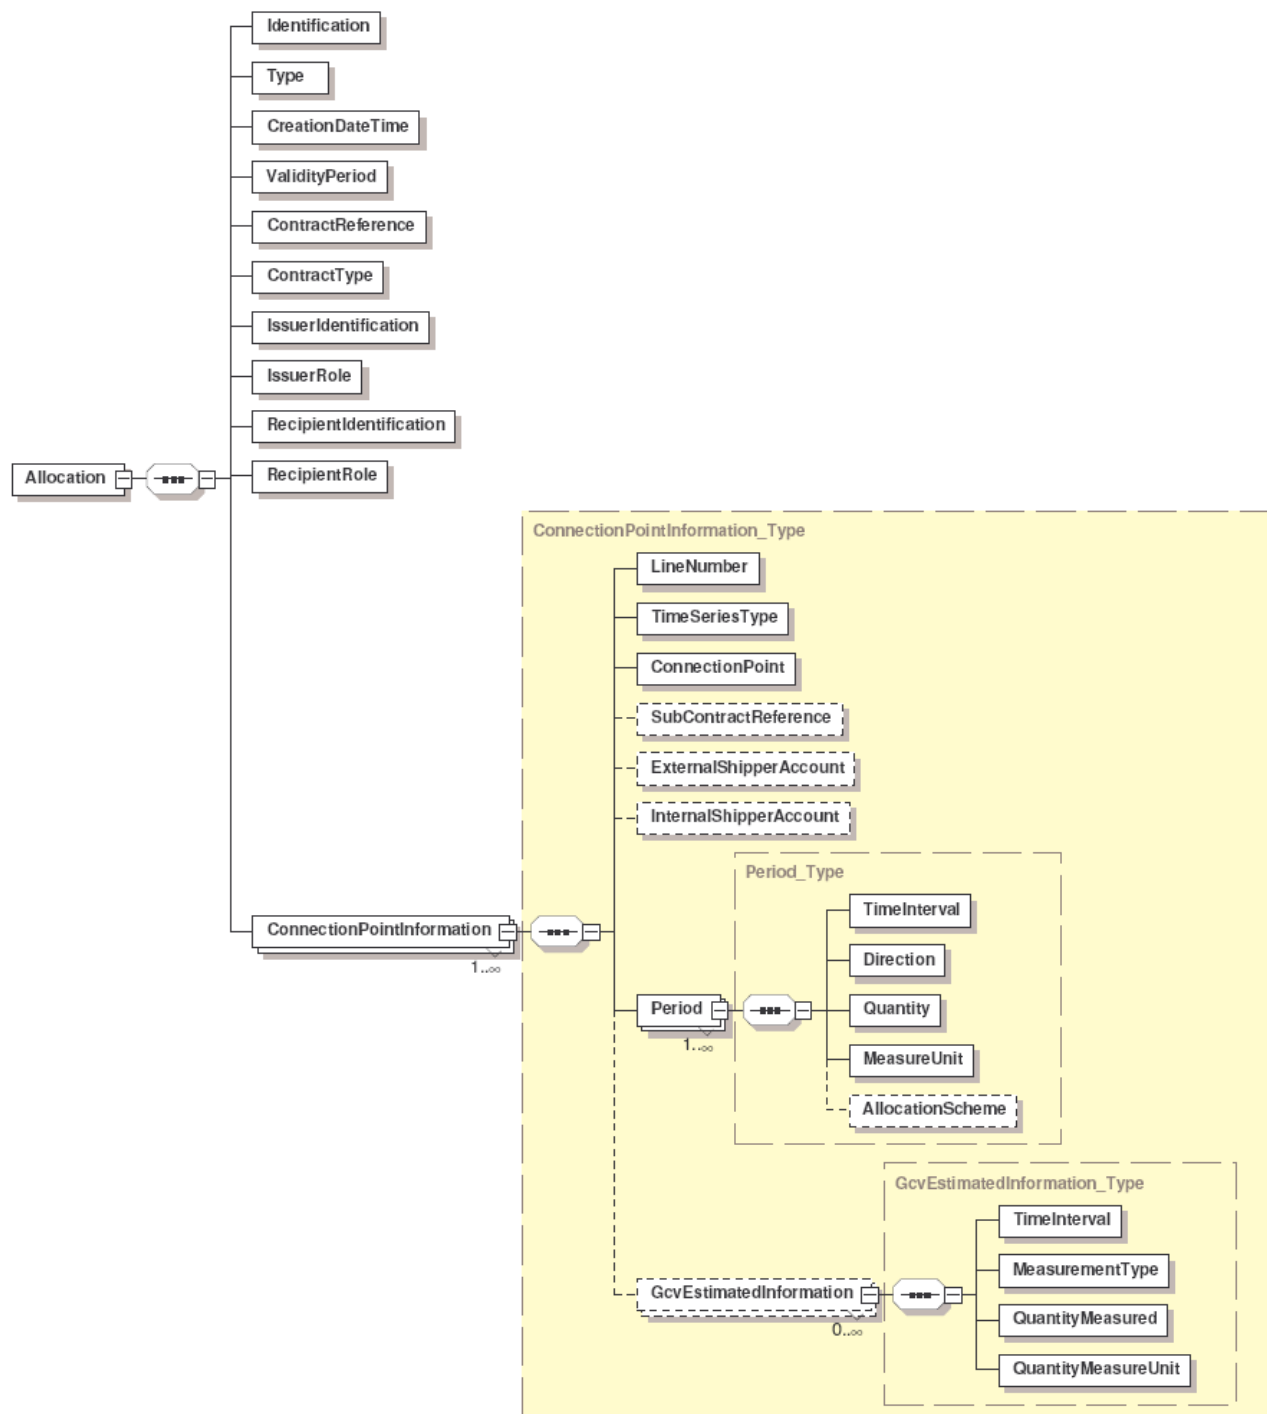 Identification
Type
CreationDateTime
ValidityPeriod
ContractReference
ContractType
IssuerIdentification
IssuerRole
RecipientIdentification
Allocation
RecipientRole
ConnectionPointInformation_Type
LineNumber
TimeSeriesType
ConnectionPoint
SubContractReference
ExternalShipperAccount
InternalShipperAccount
Period_Type
TimeInterval
ConnectionPointInformation
1..∞
Direction
Period
1..∞
Quantity
MeasureUnit
AllocationScheme
GcvEstimatedInformation_Type
TimeInterval
MeasurementType
GcvEstimatedInformation
0..∞
QuantityMeasured
QuantityMeasureUnit